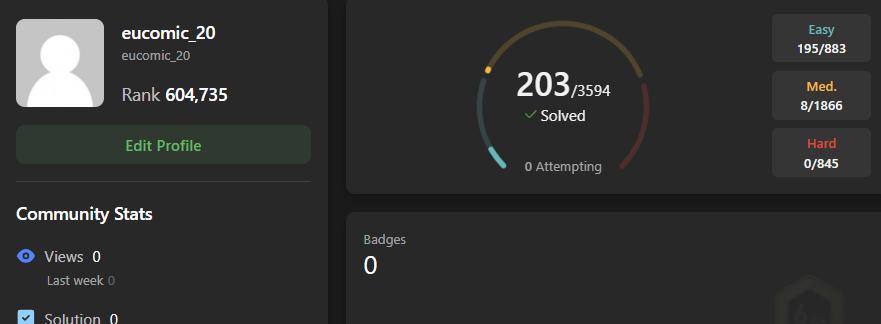 eucomic_20
eucomic_20
Rank 604,735
Edit Profile
Community Stats
Views 0
Last week 0
Solution 0
203/3594
Solved
0 Attempting
Easy
195/883
Med.
8/1866
Hard
0/845
Badges
0